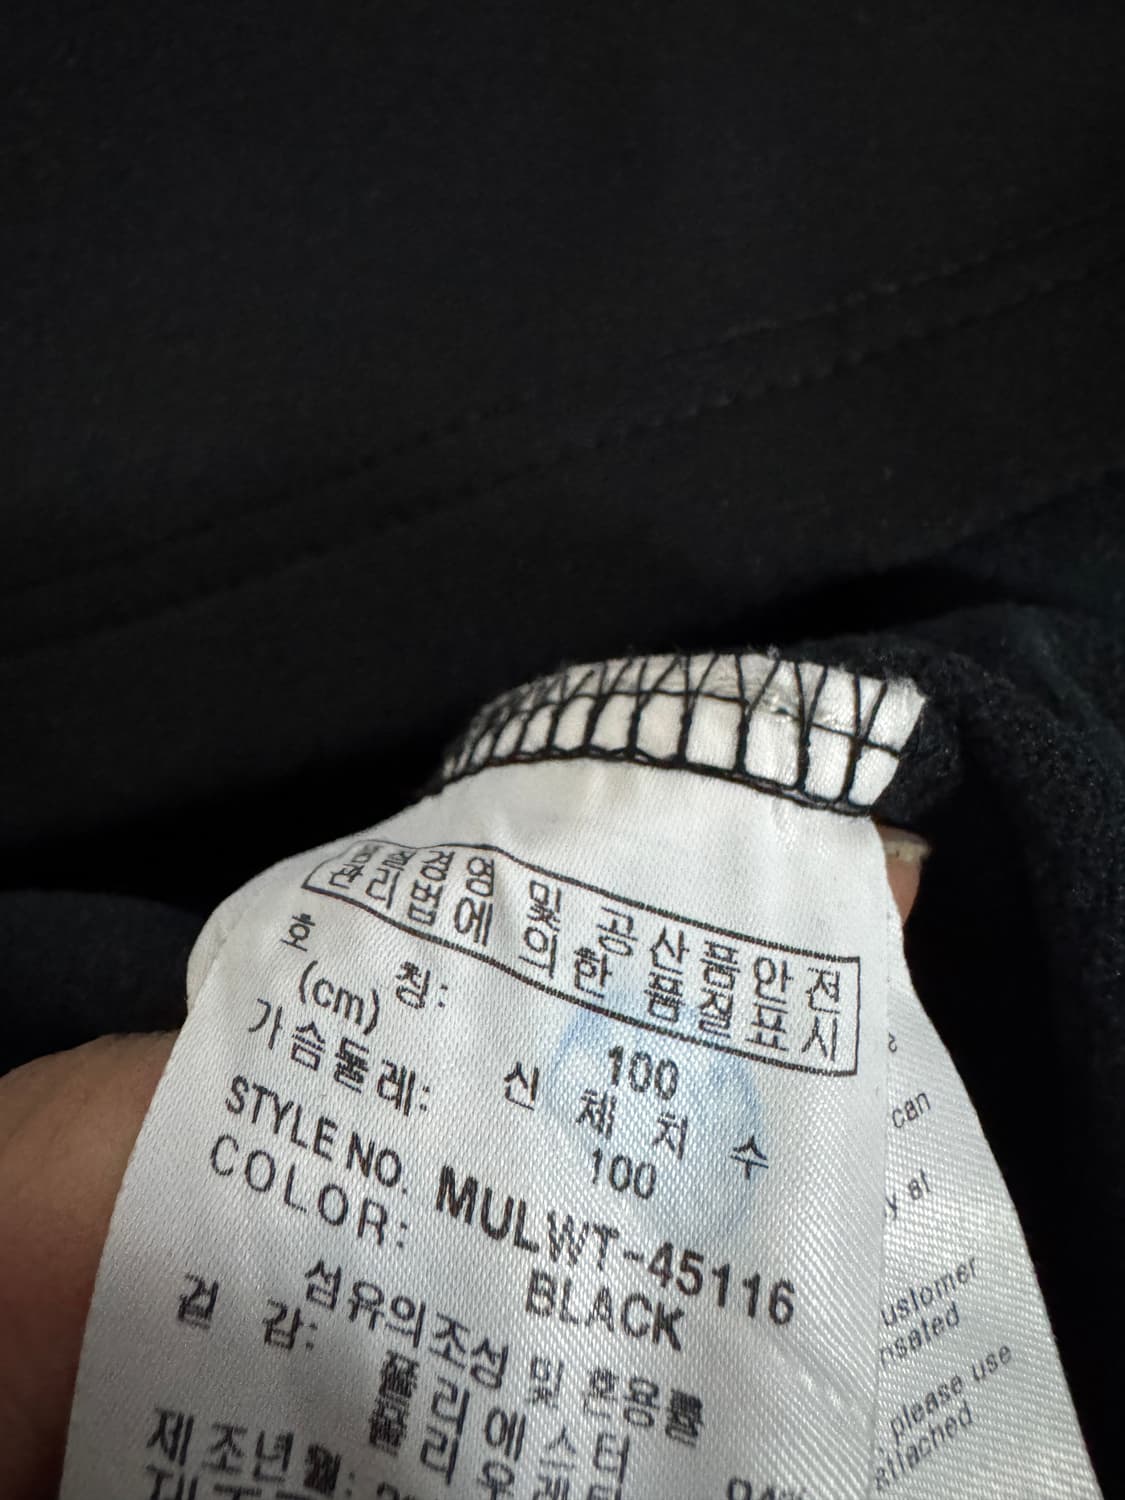 품질경영 및 공산품안전
관리법에 의한 품질표시
호 칭: 100
(cm) 신 체 치 수
가슴둘레: 100
STYLE NO. MULWT-45116
COLOR: BLACK
섬유의조성 및 혼용률
겉 감: 폴리에스터
폴리우레탄
제조년월:
can
y at
ustomer
nsated
, please use
attached